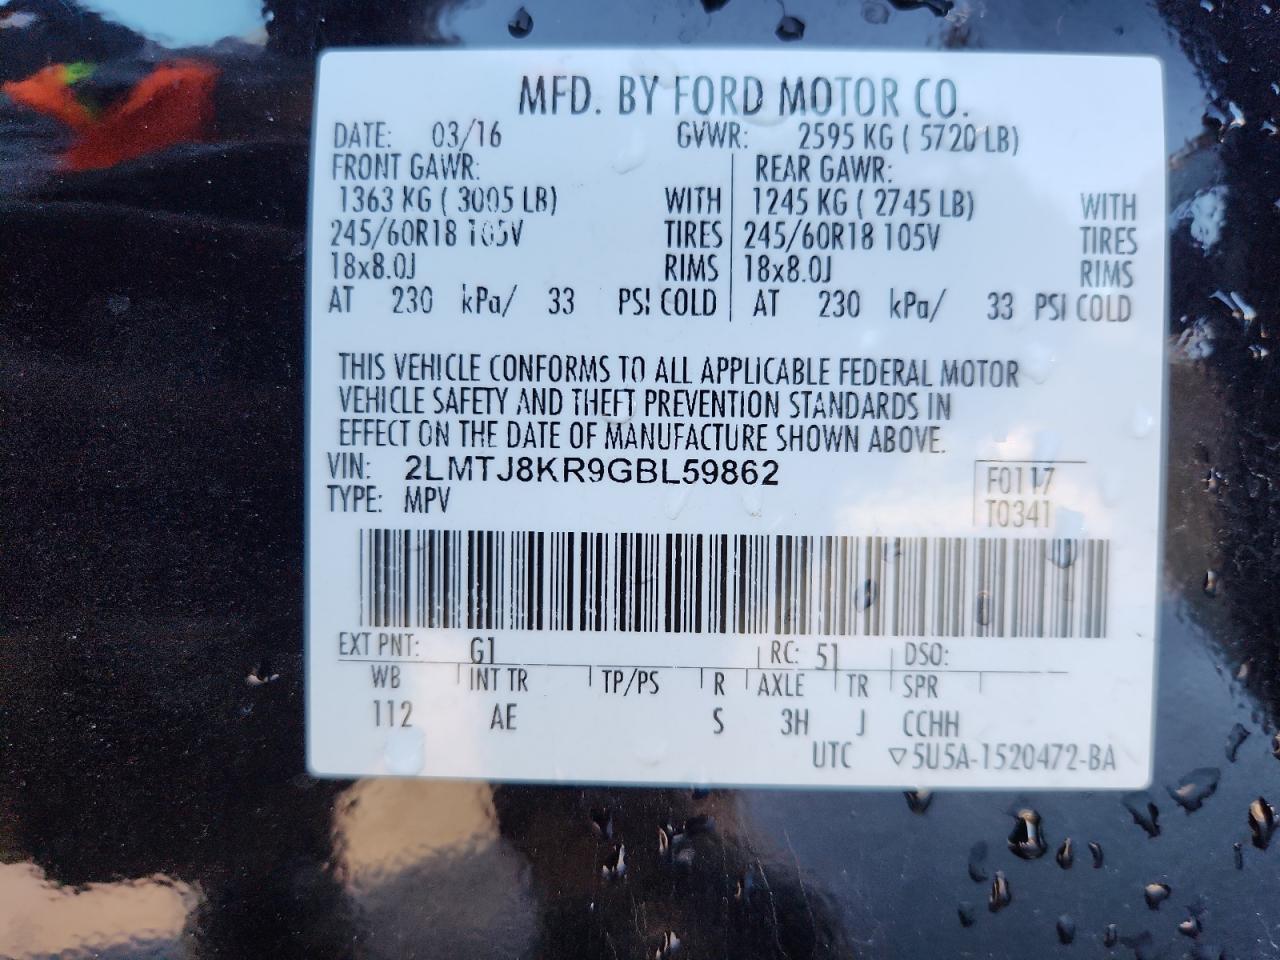 MFD. BY FORD MOTOR CO.
DATE: 03/16 GVWR: 2595 KG ( 5720 LB)
FRONT GAWR: REAR GAWR:
1363 KG ( 3005 LB) WITH 1245 KG ( 2745 LB) WITH
245/60R18 105V TIRES 245/60R18 105V TIRES
18x8.0J RIMS 18x8.0J RIMS
AT 230 kPa/ 33 PSI COLD AT 230 kPa/ 33 PSI COLD
THIS VEHICLE CONFORMS TO ALL APPLICABLE FEDERAL MOTOR
VEHICLE SAFETY AND THEFT PREVENTION STANDARDS IN
EFFECT ON THE DATE OF MANUFACTURE SHOWN ABOVE.
VIN: 2LMTJ8KR9GBL59862 F0117
TYPE: MPV T0341
EXT PNT: G1 RC: 51 DSO:
WB INT TR TP/PS R AXLE TR SPR
112 AE S 3H J CCHH
UTC ▽5U5A-1520472-BA